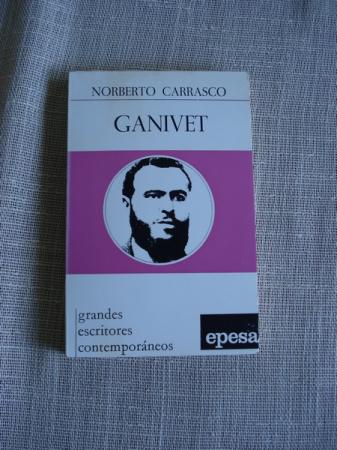 NORBERTO CARRASCO
GANIVET
grandes
escritores
contemporáneos
epesa